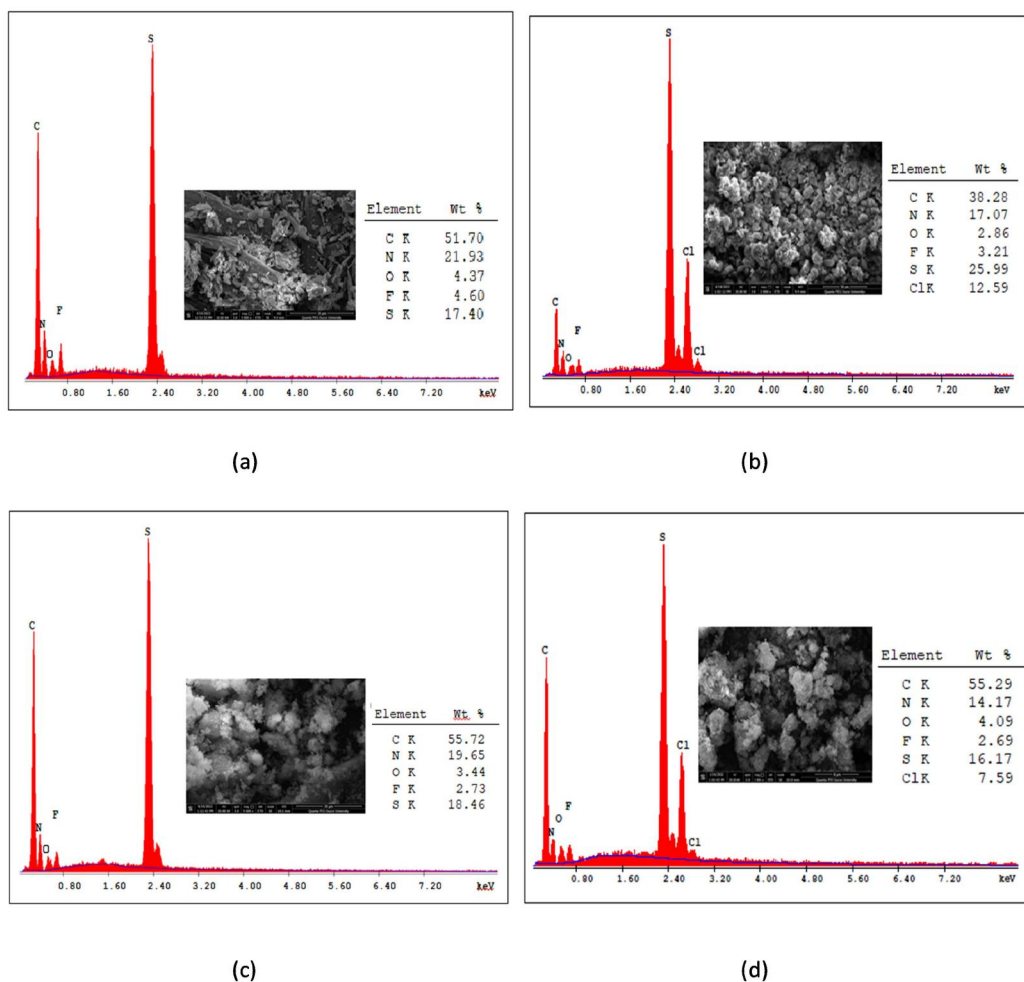 S
C
N
O
F
Element Wt %
C K 51.70
N K 21.93
O K 4.37
F K 4.60
S K 17.40
0.80 1.60 2.40 3.20 4.00 4.80 5.60 6.40 7.20 keV
(a)
S
Cl
Cl
C
N
O
F
Element Wt %
C K 38.28
N K 17.07
O K 2.86
F K 3.21
S K 25.99
ClK 12.59
0.80 1.60 2.40 3.20 4.00 4.80 5.60 6.40 7.20 keV
(b)
S
C
N
O
F
Element Wt %
C K 55.72
N K 19.65
O K 3.44
F K 2.73
S K 18.46
0.80 1.60 2.40 3.20 4.00 4.80 5.60 6.40 7.20 keV
(c)
S
C
Cl
Cl
N
O
F
Element Wt %
C K 55.29
N K 14.17
O K 4.09
F K 2.69
S K 16.17
ClK 7.59
0.80 1.60 2.40 3.20 4.00 4.80 5.60 6.40 7.20 keV
(d)